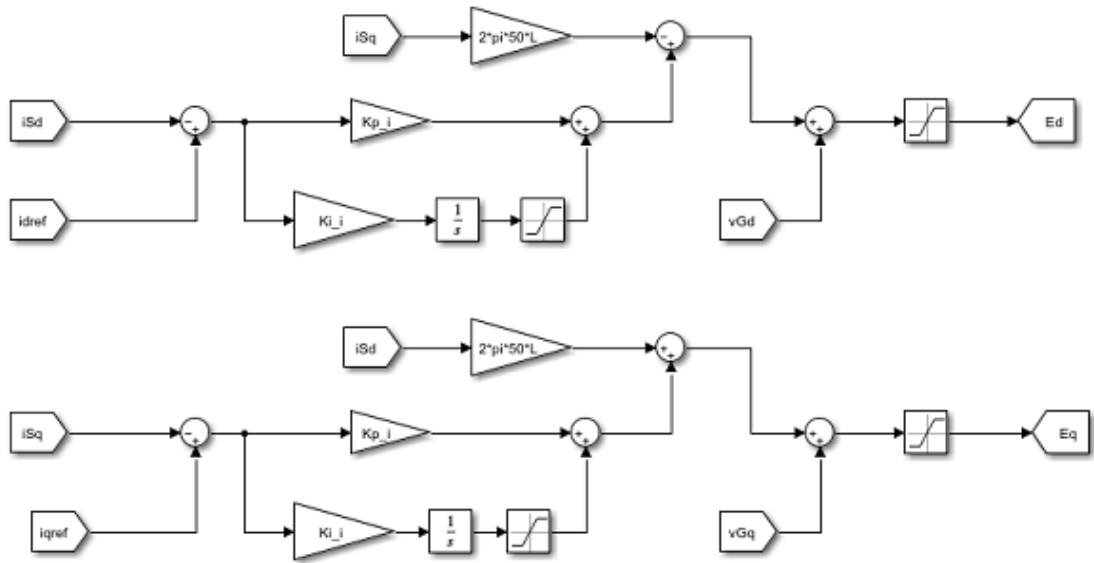 iSq
2*pi*50*L
iSd
Kp_i
idref
Ki_i
1
s
vGd
Ed
iSd
2*pi*50*L
iSq
Kp_i
iqref
Ki_i
1
s
vGq
Eq